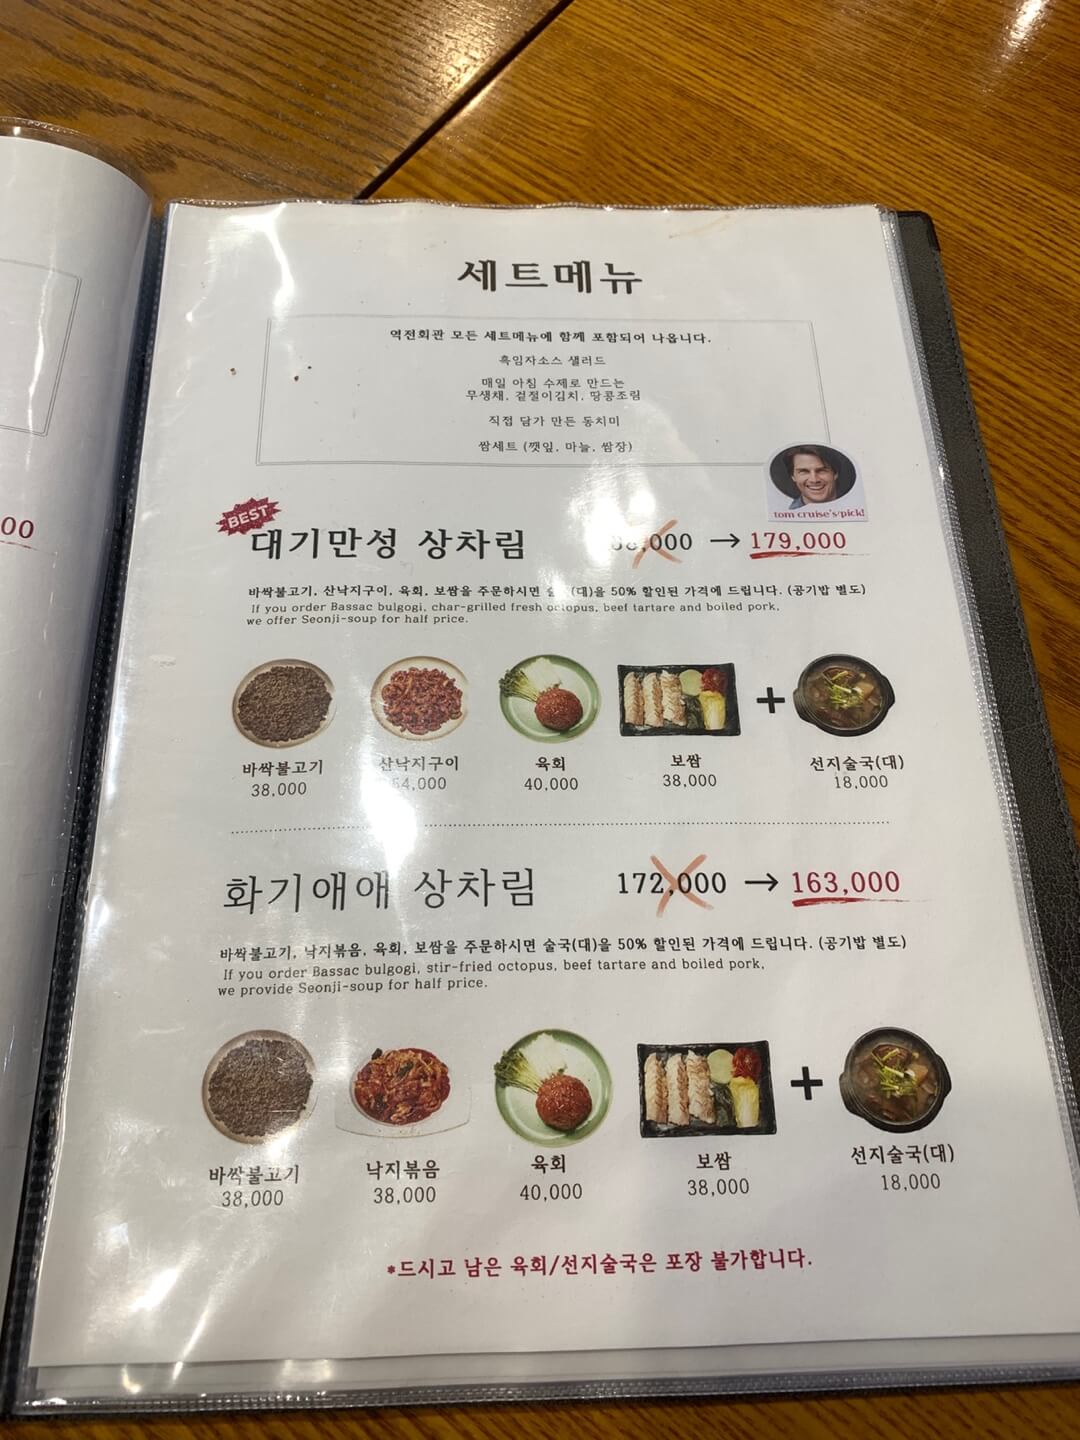 00
세트메뉴
역전회관 모든 세트메뉴에 함께 포함되어 나옵니다.
흑임자소스 샐러드
매일 아침 수제로 만드는
무생채, 겉절이김치, 땅콩조림
직접 담가 만든 동치미
쌈세트 (깻잎, 마늘, 쌈장)
tom cruise's pick!
BEST
대기만성 상차림 → 179,000
바싹불고기, 산낙지구이, 육회, 보쌈을 주문하시면 (대)을 50% 할인된 가격에 드립니다. (공기밥 별도)
If you order Bassac bulgogi, char-grilled fresh octopus, beef tartare and boiled pork,
we offer Seonji-soup for half price.
+
바싹불고기 산낙지구이 육회 보쌈 선지술국(대)
38,000 40,000 38,000 18,000
화기애애 상차림 172,000 → 163,000
바싹불고기, 낙지볶음, 육회, 보쌈을 주문하시면 술국(대)을 50% 할인된 가격에 드립니다. (공기밥 별도)
If you order Bassac bulgogi, stir-fried octopus, beef tartare and boiled pork,
we provide Seonji-soup for half price.
+
바싹불고기 낙지볶음 육회 보쌈 선지술국(대)
38,000 38,000 40,000 38,000 18,000
*드시고 남은 육회/선지술국은 포장 불가합니다.